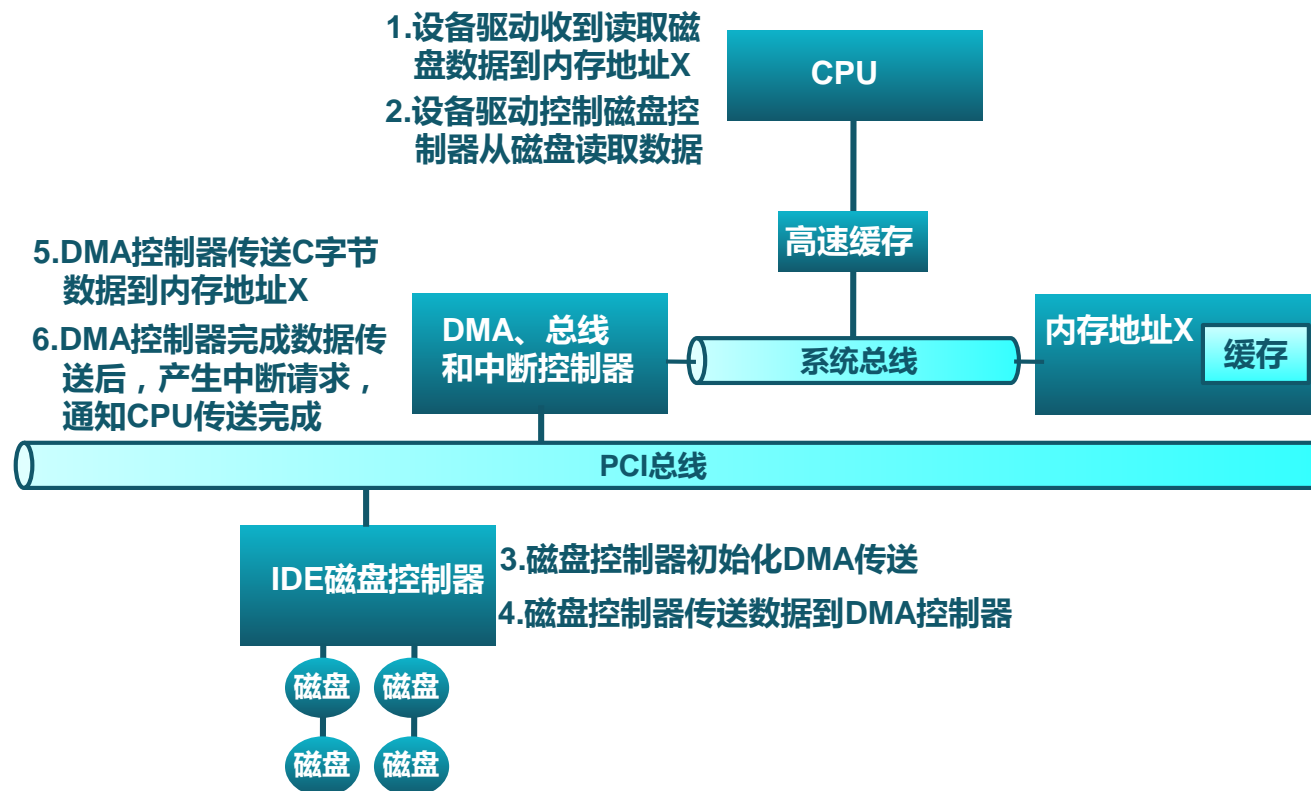 1.设备驱动收到读取磁
盘数据到内存地址X
2.设备驱动控制磁盘控
制器从磁盘读取数据
CPU
高速缓存
5.DMA控制器传送C字节
数据到内存地址X
6.DMA控制器完成数据传
送后，产生中断请求，
通知CPU传送完成
DMA、总线
和中断控制器
系统总线
内存地址X
缓存
PCI总线
IDE磁盘控制器
3.磁盘控制器初始化DMA传送
4.磁盘控制器传送数据到DMA控制器
磁盘
磁盘
磁盘
磁盘